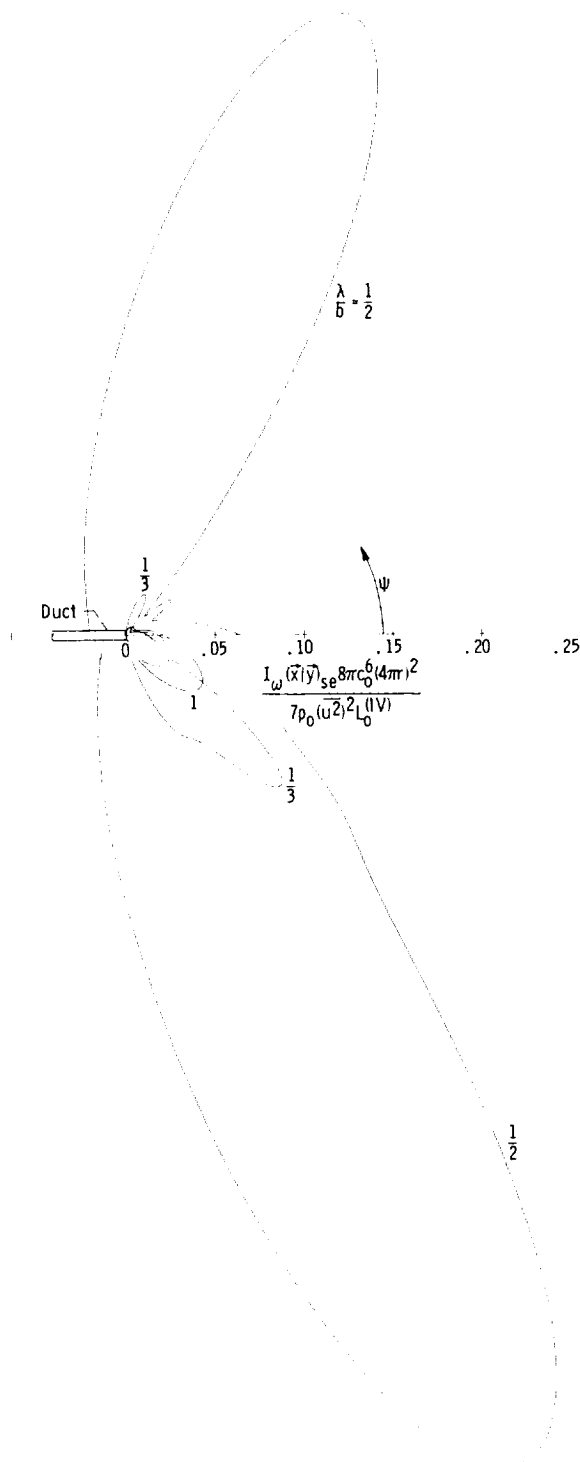 λ/b = 1/2
1/3
ψ
Duct
0 .05 .10 .15 .20 .25
I_ω(x⃗|y⃗)_se 8πc_0^6(4πr)^2
7ρ_0(u̅²)^2 L_0^(IV)
1
1/3
1/2